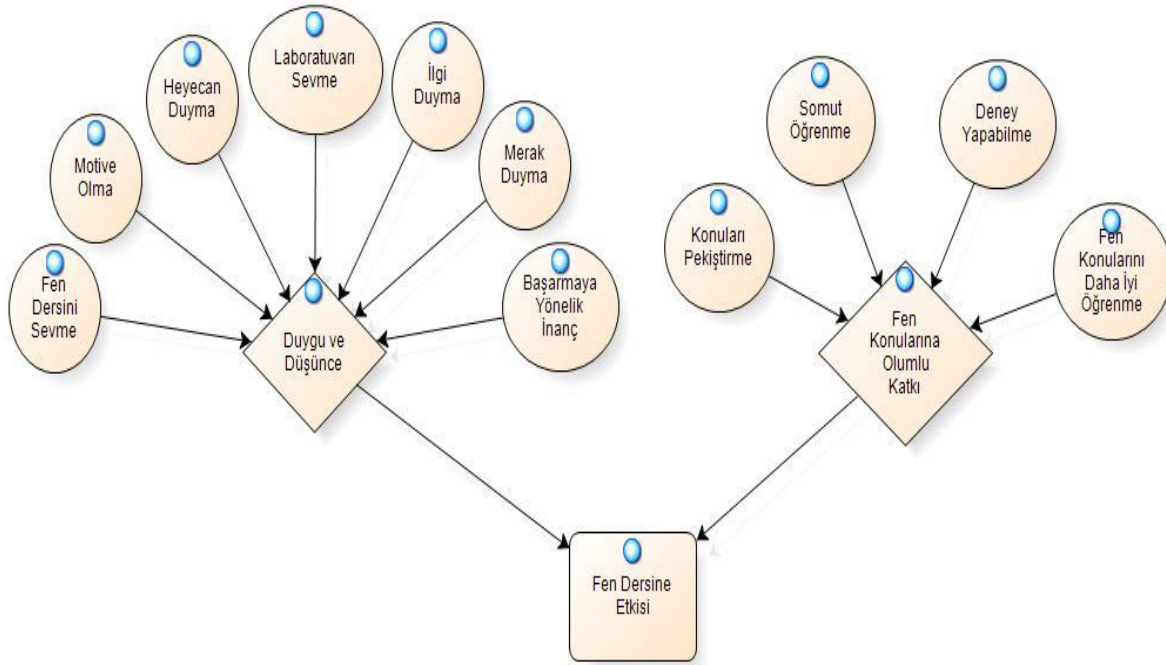 Laboratuvarı
Sevme
İlgi
Duyma
Heyecan
Duyma
Merak
Duyma
Motive
Olma
Fen
Dersini
Sevme
Başarmaya
Yönelik
İnanç
Duygu ve
Düşünce
Somut
Öğrenme
Deney
Yapabilme
Konuları
Pekiştirme
Fen
Konularını
Daha İyi
Öğrenme
Fen
Konularına
Olumlu
Katkı
Fen Dersine
Etkisi